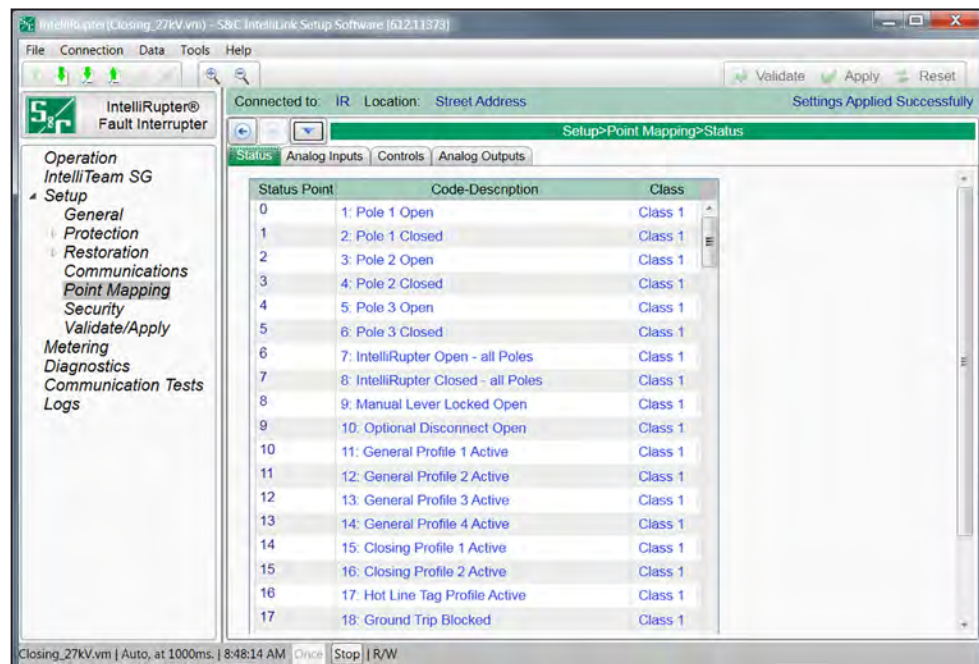 IntelliRupter(Closing_27kV.vm) - S&C IntelliLink Setup Software [612.11373]
File Connection Data Tools Help
Validate Apply Reset
S&C
IntelliRupter®
Fault Interrupter
Connected to: IR Location: Street Address Settings Applied Successfully
Setup>Point Mapping>Status
Status Analog Inputs Controls Analog Outputs
Operation
IntelliTeam SG
Setup
General
Protection
Restoration
Communications
Point Mapping
Security
Validate/Apply
Metering
Diagnostics
Communication Tests
Logs
Status Point Code-Description Class
0 1: Pole 1 Open Class 1
1 2: Pole 1 Closed Class 1
2 3: Pole 2 Open Class 1
3 4: Pole 2 Closed Class 1
4 5: Pole 3 Open Class 1
5 6: Pole 3 Closed Class 1
6 7: IntelliRupter Open - all Poles Class 1
7 8: IntelliRupter Closed - all Poles Class 1
8 9: Manual Lever Locked Open Class 1
9 10: Optional Disconnect Open Class 1
10 11: General Profile 1 Active Class 1
11 12: General Profile 2 Active Class 1
12 13: General Profile 3 Active Class 1
13 14: General Profile 4 Active Class 1
14 15: Closing Profile 1 Active Class 1
15 16: Closing Profile 2 Active Class 1
16 17: Hot Line Tag Profile Active Class 1
17 18: Ground Trip Blocked Class 1
Closing_27kV.vm | Auto, at 1000ms. | 8:48:14 AM Once Stop | R/W